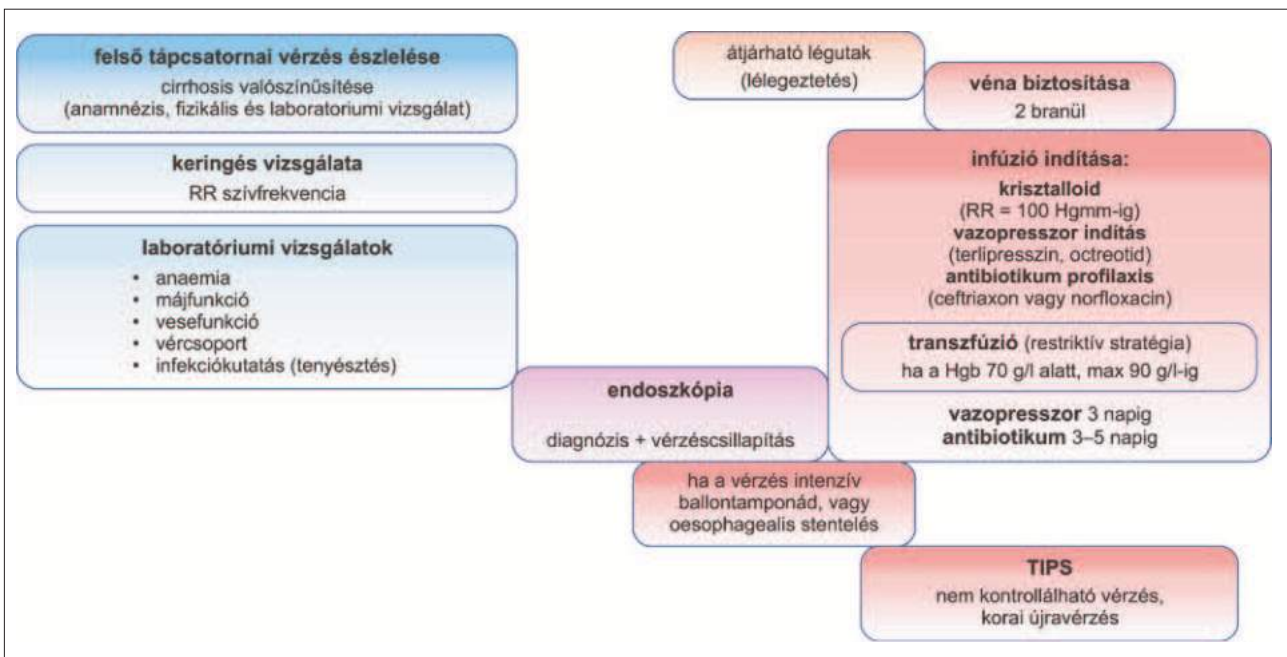 felső tápcsatornai vérzés észlelése
cirrhosis valószínűsítése
(anamnézis, fizikális és laboratoriumi vizsgálat)
keringés vizsgálata
RR szívfrekvencia
laboratóriumi vizsgálatok
• anaemia
• májfunkció
• vesefunkció
• vércsoport
• infekciókutatás (tenyésztés)
endoszkópia
diagnózis + vérzéscsillapítás
átjárható légutak
(lélegeztetés)
véna biztosítása
2 branül
infúzió indítása:
krisztalloid
(RR = 100 Hgmm-ig)
vazopresszor indítás
(terlipresszin, octreotid)
antibiotikum profilaxis
(ceftriaxon vagy norfloxacin)
transzfúzió (restriktív stratégia)
ha a Hgb 70 g/l alatt, max 90 g/l-ig
vazopresszor 3 napig
antibiotikum 3–5 napig
ha a vérzés intenzív
ballontamponád, vagy
oesophagealis stentelés
TIPS
nem kontrollálható vérzés,
korai újravérzés